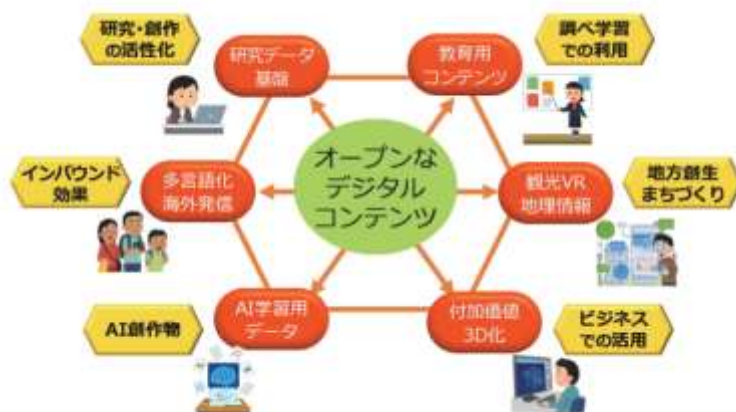 研究・創作
の活性化
研究データ
基盤
教育用
コンテンツ
調べ学習
での利用
インバウンド
効果
多言語化
海外発信
オープンな
デジタル
コンテンツ
観光VR
地理情報
地方創生
まちづくり
AI創作物
AI学習用
データ
付加価値
3D化
ビジネス
での活用